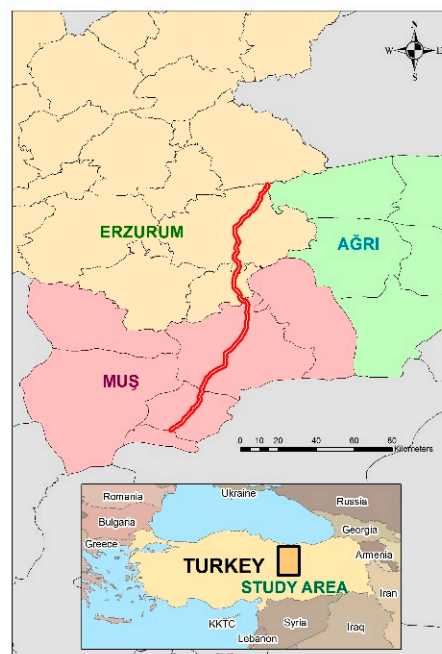 N
W E
S
ERZURUM
AĞRI
MUŞ
0 10 20 40 60 80
Kilometers
Romania
Ukraine
Russia
Bulgaria
Georgia
Greece
Armenia
TURKEY
STUDY AREA
Iran
KKTC
Syria
Lebanon
Iraq